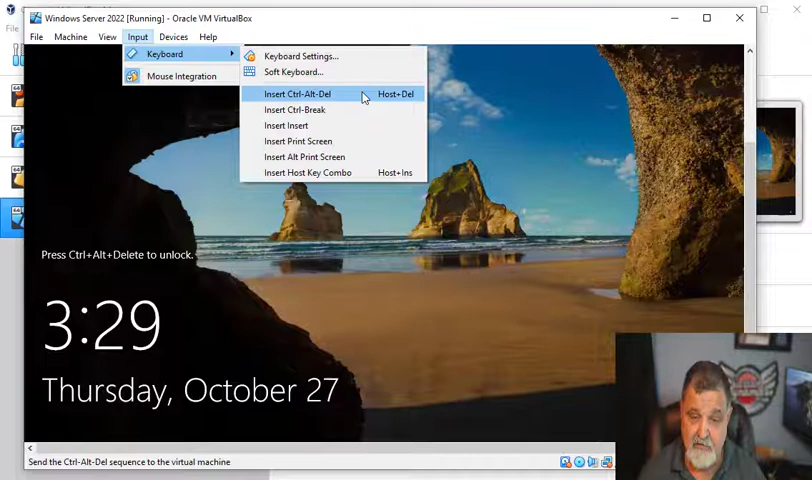 Windows Server 2022 [Running] - Oracle VM VirtualBox
File
File Machine View Input Devices Help
Keyboard
Mouse Integration
Keyboard Settings...
Soft Keyboard...
Insert Ctrl-Alt-Del Host+Del
Insert Ctrl-Break
Insert Insert
Insert Print Screen
Insert Alt Print Screen
Insert Host Key Combo Host+Ins
Press Ctrl+Alt+Delete to unlock.
3:29
Thursday, October 27
Send the Ctrl-Alt-Del sequence to the virtual machine